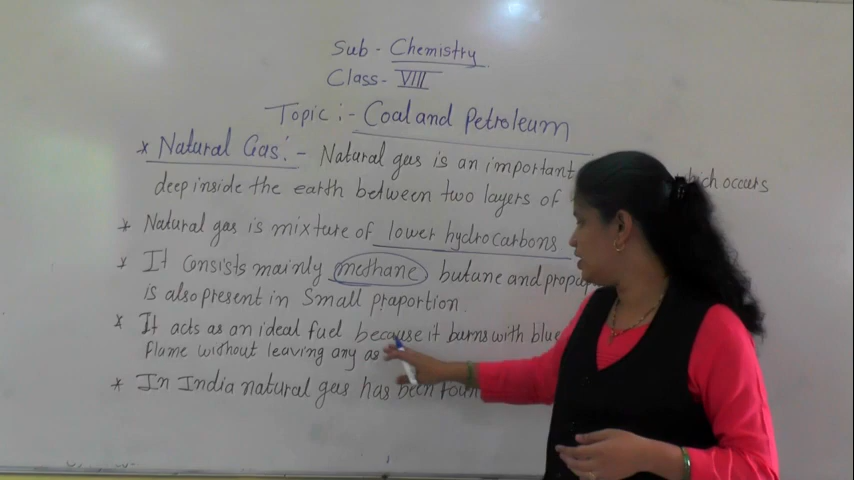 Sub - Chemistry
Class - VIII
Topic :- Coal and Petroleum
* Natural Gas :- Natural gas is an important which occurs
deep inside the earth between two layers of
* Natural gas is mixture of lower hydrocarbons
* It consists mainly methane butane and
is also present in Small praportion.
* It acts as an ideal fuel because it burns with blue
flame without leaving any
* In India natural gas has been